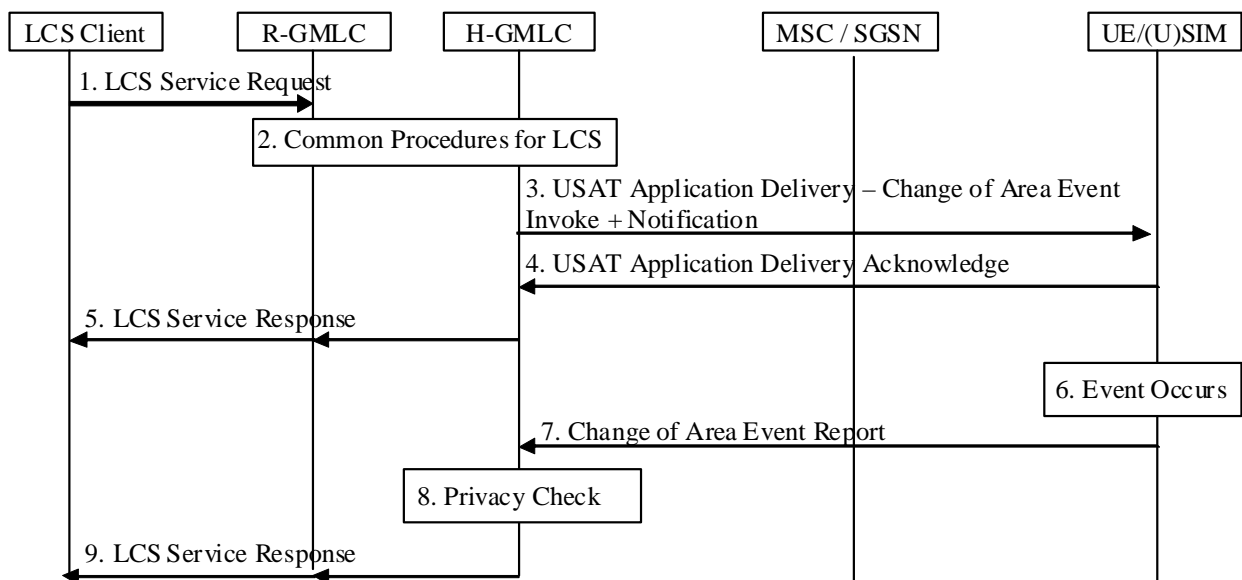 LCS Client
R-GMLC
H-GMLC
MSC / SGSN
UE/(U)SIM
1. LCS Service Request
2. Common Procedures for LCS
3. USAT Application Delivery – Change of Area Event
Invoke + Notification
4. USAT Application Delivery Acknowledge
5. LCS Service Response
6. Event Occurs
7. Change of Area Event Report
8. Privacy Check
9. LCS Service Response